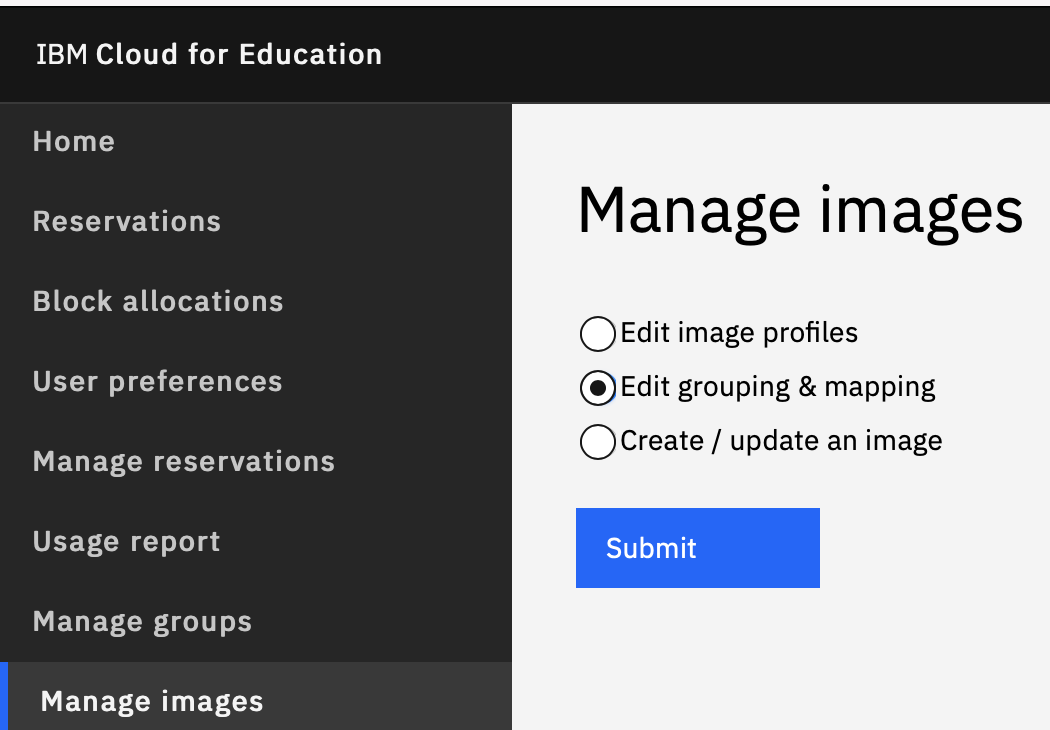 IBM Cloud for Education
Home
Reservations
Block allocations
User preferences
Manage reservations
Usage report
Manage groups
Manage images
Manage images
Edit image profiles
Edit grouping & mapping
Create / update an image
Submit